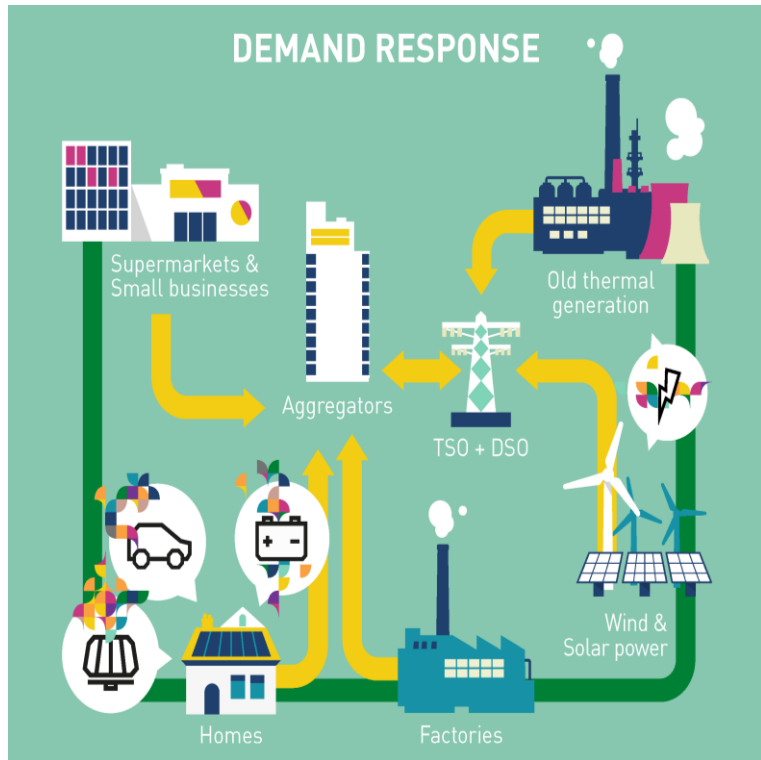 DEMAND RESPONSE
Supermarkets &
Small businesses
Old thermal
generation
Aggregators
TSO + DSO
Wind &
Solar power
Homes
Factories